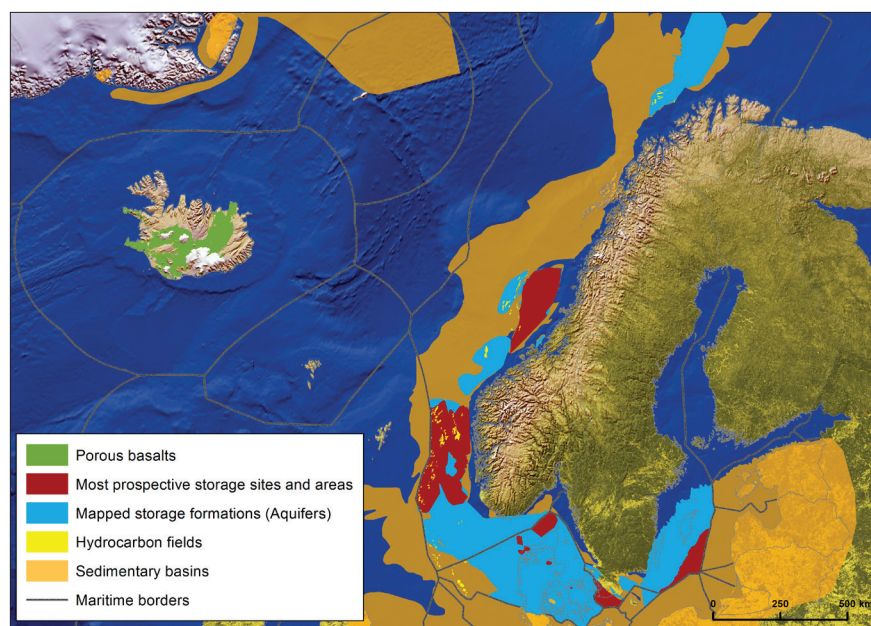 Porous basalts
Most prospective storage sites and areas
Mapped storage formations (Aquifers)
Hydrocarbon fields
Sedimentary basins
Maritime borders
0 250 500 km